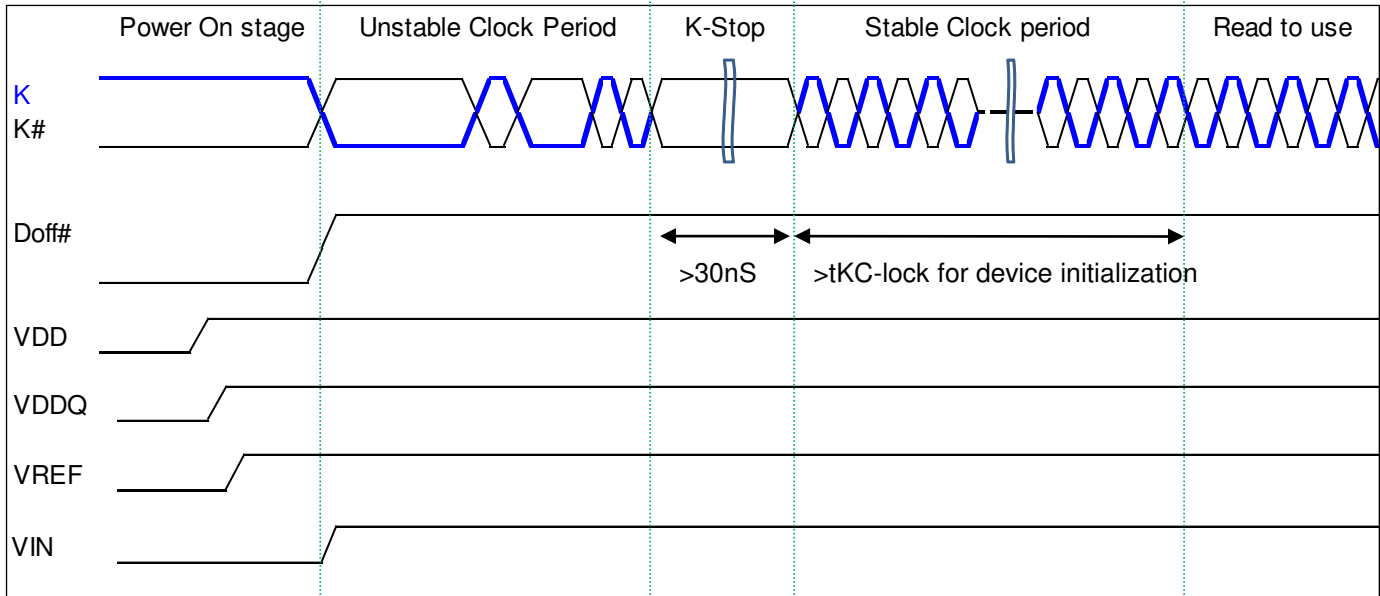 Power On stage Unstable Clock Period K-Stop Stable Clock period Read to use
K
K#
Doff#
>30nS >tKC-lock for device initialization
VDD
VDDQ
VREF
VIN